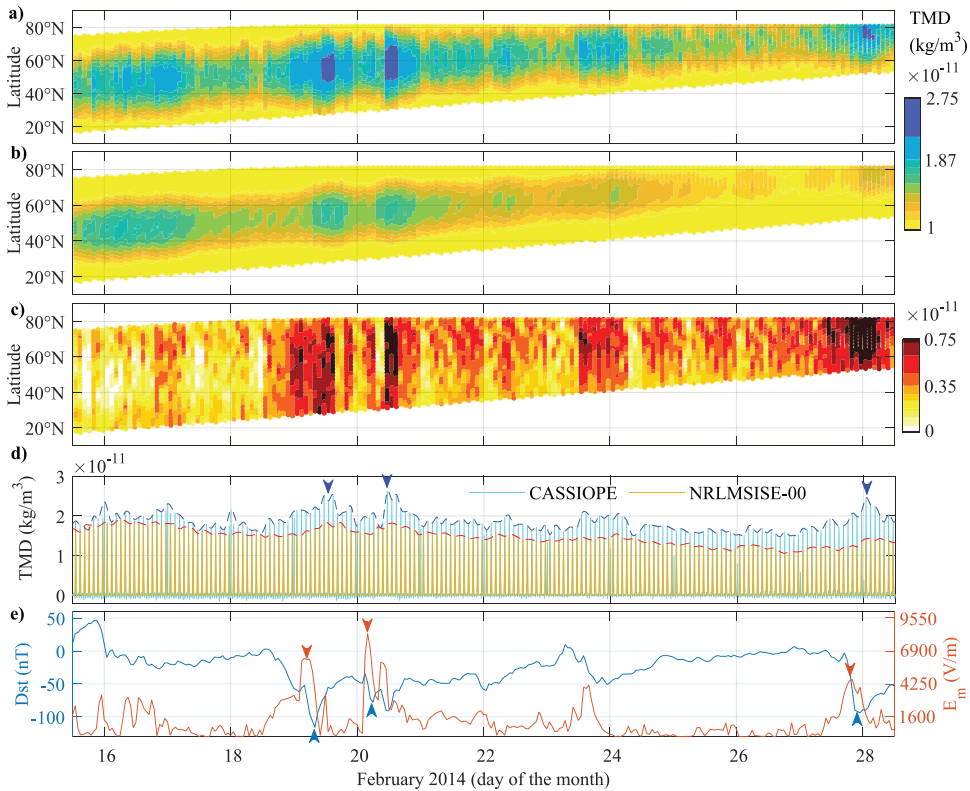 a)
80°N
60°N
40°N
20°N
Latitude
TMD
(kg/m³)
×10⁻¹¹
2.75
1.87
1
b)
80°N
60°N
40°N
20°N
Latitude
c)
80°N
60°N
40°N
20°N
Latitude
×10⁻¹¹
0.75
0.35
0
d)
×10⁻¹¹
3
2
1
0
TMD (kg/m³)
CASSIOPE
NRLMSISE-00
e)
50
0
-50
-100
Dst (nT)
9550
6900
4250
1600
Eₘ (V/m)
16 18 20 22 24 26 28
February 2014 (day of the month)